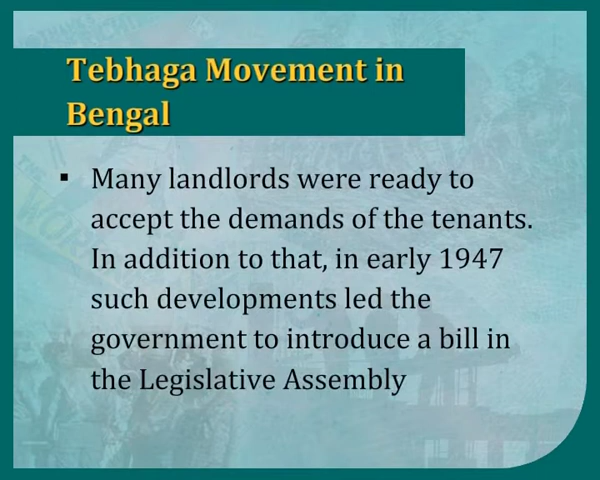 Tebhaga Movement in
Bengal
▪ Many landlords were ready to
accept the demands of the tenants.
In addition to that, in early 1947
such developments led the
government to introduce a bill in
the Legislative Assembly